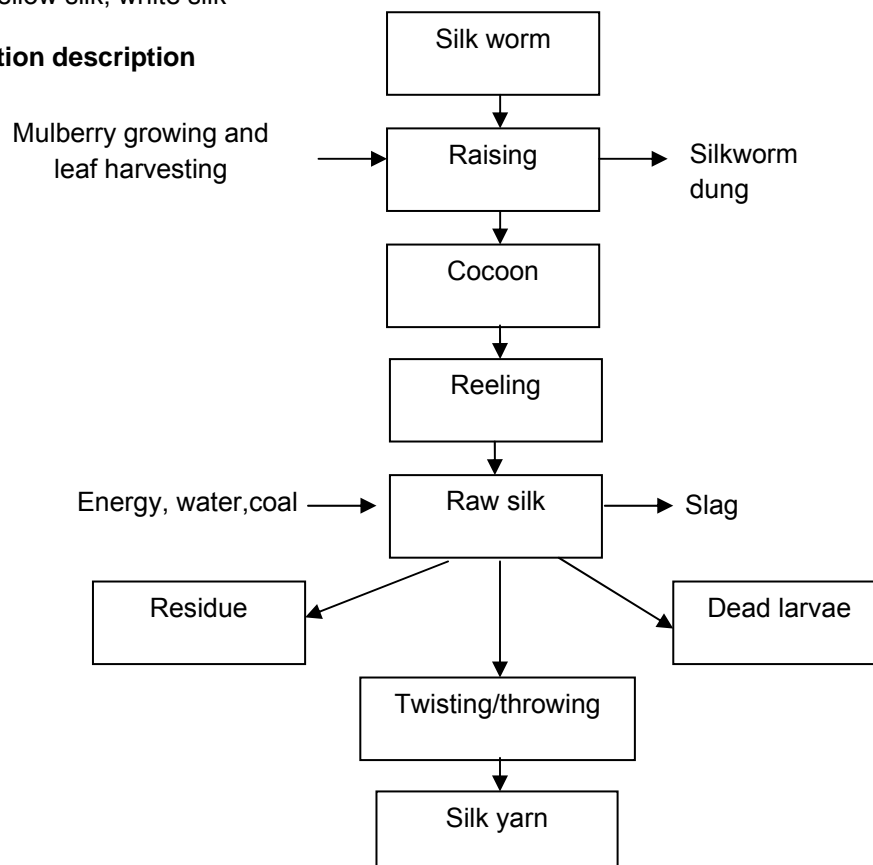 ellow silk, white silk
tion description
Silk worm
Mulberry growing and
leaf harvesting
Raising
Silkworm
dung
Cocoon
Reeling
Energy, water,coal
Raw silk
Slag
Residue
Dead larvae
Twisting/throwing
Silk yarn